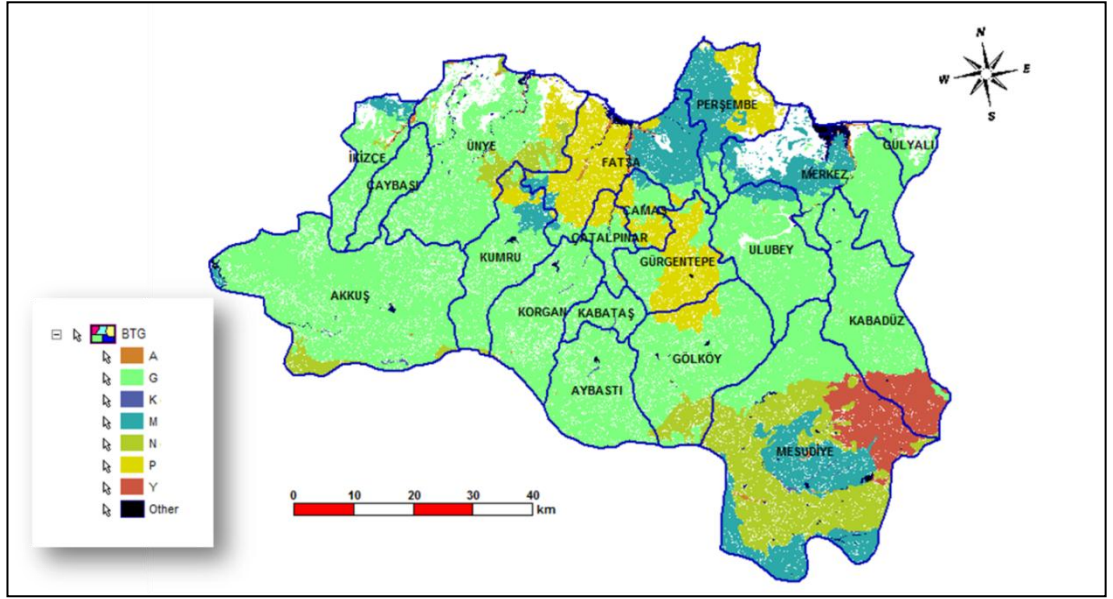 N
W E
S
PERŞEMBE
ÜNYE
FATSA
GÜLYALI
İKİZÇE
MERKEZ
ÇAYBAŞI
ÇAMAŞ
ÇATALPINAR
ULUBEY
KUMRU
GÜRGENTEPE
AKKUŞ
KORGAN
KABATAŞ
KABADÜZ
GÖLKÖY
AYBASTI
MESUDİYE
BTG
A
G
K
M
N
P
Y
Other
0 10 20 30 40
km